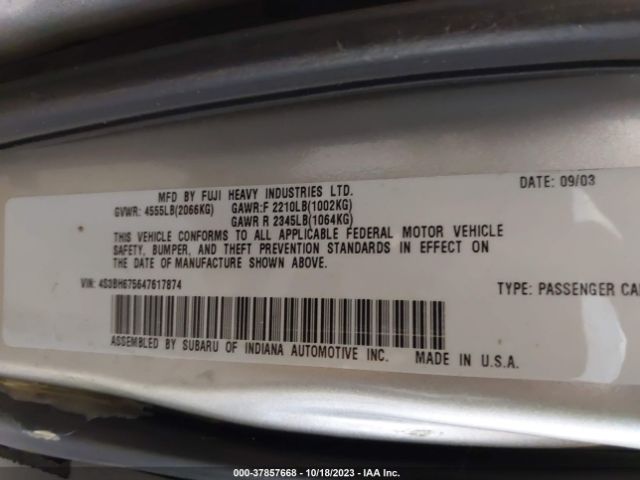 MFD BY FUJI HEAVY INDUSTRIES LTD. DATE: 09/03
GVWR: 4555LB(2066KG) GAWR:F 2210LB(1002KG)
GAWR R 2345LB(1064KG)
THIS VEHICLE CONFORMS TO ALL APPLICABLE FEDERAL MOTOR VEHICLE
SAFETY, BUMPER, AND THEFT PREVENTION STANDARDS IN EFFECT ON
THE DATE OF MANUFACTURE SHOWN ABOVE.
VIN: 4S3BH675647617874 TYPE: PASSENGER CAR
ASSEMBLED BY SUBARU OF INDIANA AUTOMOTIVE INC. MADE IN U.S.A.
000-37857668 - 10/18/2023 - IAA Inc.